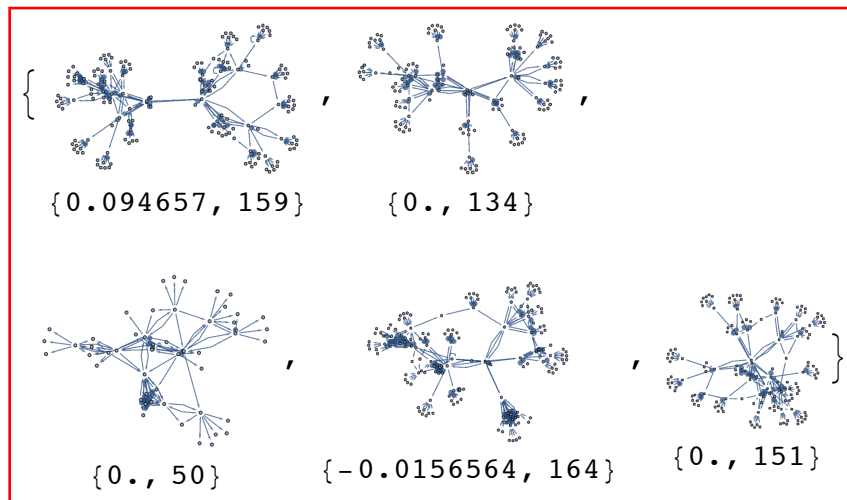 { , ,
{0.094657, 159} {0., 134}
, , }
{0., 50} {-0.0156564, 164} {0., 151}